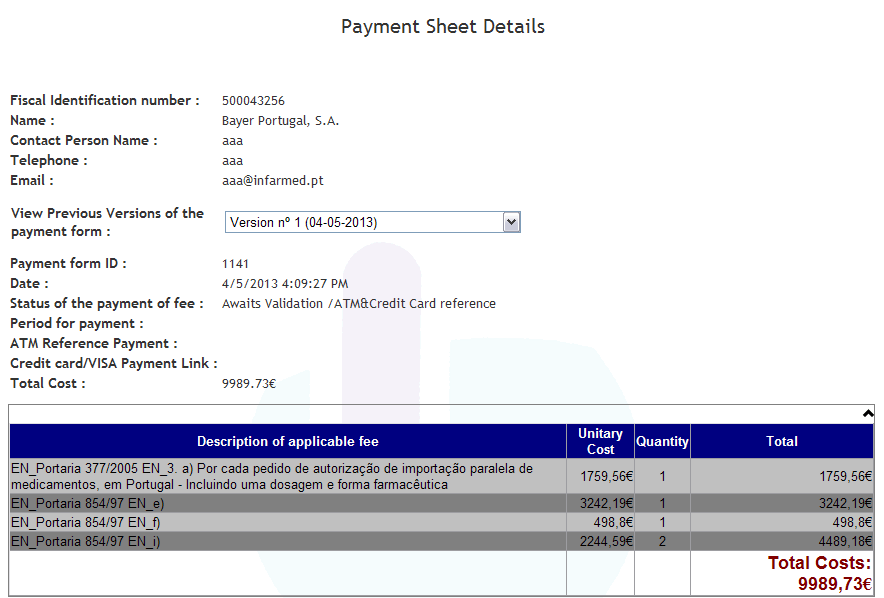 Payment Sheet Details
Fiscal Identification number : 500043256
Name : Bayer Portugal, S.A.
Contact Person Name : aaa
Telephone : aaa
Email : aaa@infarmed.pt
View Previous Versions of the
payment form : Version nº 1 (04-05-2013)
Payment form ID : 1141
Date : 4/5/2013 4:09:27 PM
Status of the payment of fee : Awaits Validation /ATM&Credit Card reference
Period for payment :
ATM Reference Payment :
Credit card/VISA Payment Link :
Total Cost : 9989.73€
Description of applicable fee Unitary Cost Quantity Total
EN_Portaria 377/2005 EN_3. a) Por cada pedido de autorização de importação paralela de
medicamentos, em Portugal - Incluindo uma dosagem e forma farmacêutica 1759,56€ 1 1759,56€
EN_Portaria 854/97 EN_e) 3242,19€ 1 3242,19€
EN_Portaria 854/97 EN_f) 498,8€ 1 498,8€
EN_Portaria 854/97 EN_i) 2244,59€ 2 4489,18€
Total Costs:
9989,73€